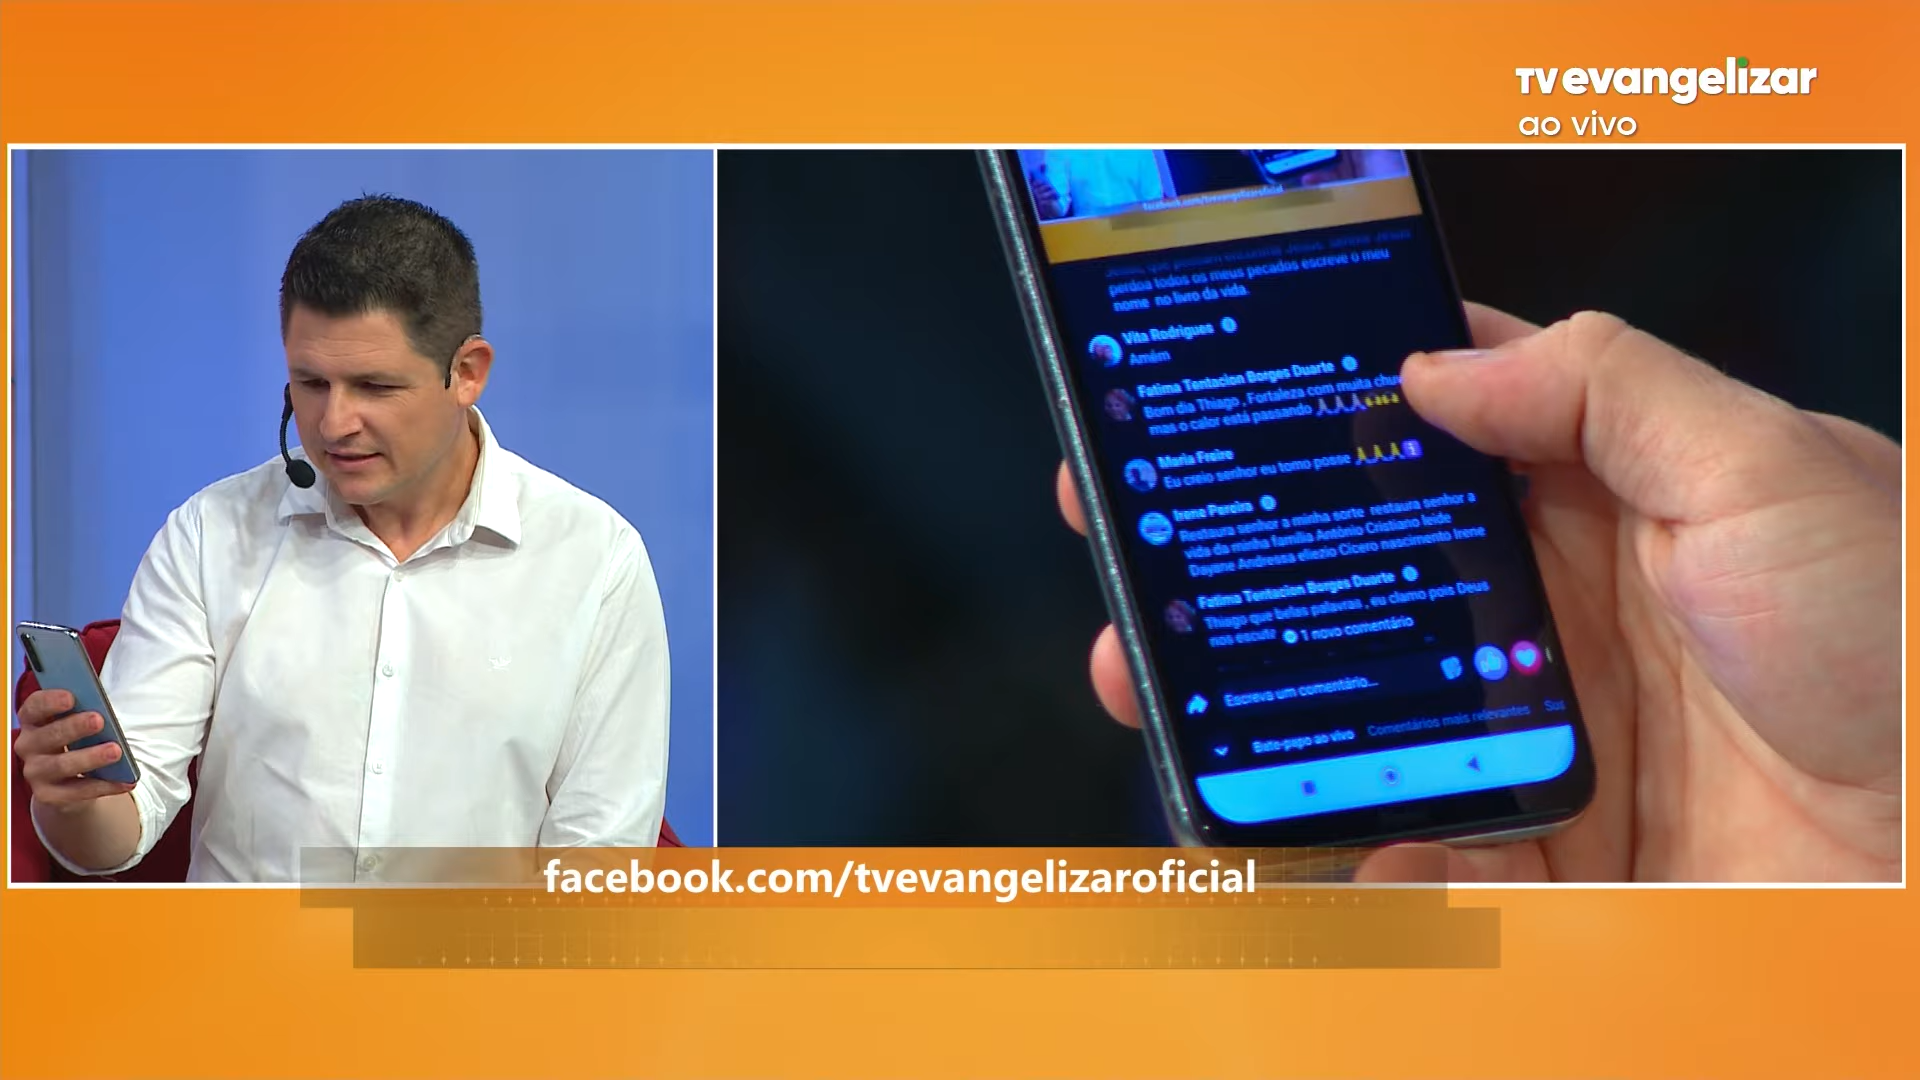 TVevangelizar
ao vivo
facebook.com/tvevangelizaroficial
perdoa todos os meus pecados escreve o meu
nome no livro da vida.
Vita Rodrigues
Amém
Fatima Tentacion Borges Duarte
Bom dia Thiago , Fortaleza com muita
mas o calor está passando
Maria Freire
Eu creio senhor eu tomo posse
Irene Pereira
Restaura senhor a minha sorte restaura senhor a
vida da minha família Antônio Cristiano leide
Dayane Andressa eliezio Cicero nascimento Irene
Fatima Tentacion Borges Duarte
Thiago que belas palavras , eu clamo pois Deus
nos escuta 1 novo comentário
Escreva um comentário...
Bate-papo ao vivo Comentários mais relevantes
facebook.com/tvevangelizaroficial